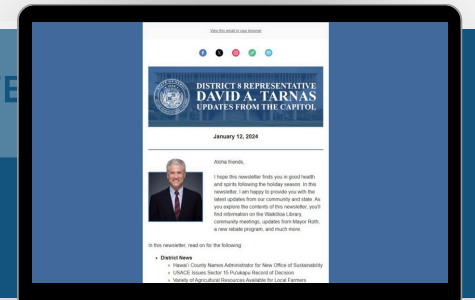 TE
View this email in your browser
DISTRICT 8 REPRESENTATIVE
DAVID A. TARNAS
UPDATES FROM THE CAPITOL
January 12, 2024
Aloha friends,
I hope this newsletter finds you in good health
and spirits following the holiday season. In this
newsletter, I am happy to provide you with the
latest updates from our community and state. As
you explore the contents of this newsletter, you'll
find information on the Waikōloa Library,
community meetings, updates from Mayor Roth,
a new rebate program, and much more.
In this newsletter, read on for the following
• District News
Hawai'i County Names Administrator for New Office of Sustainability
USACE Issues Sector 15 Pu'ukapu Record of Decision
Variety of Agricultural Resources Available for Local Farmers